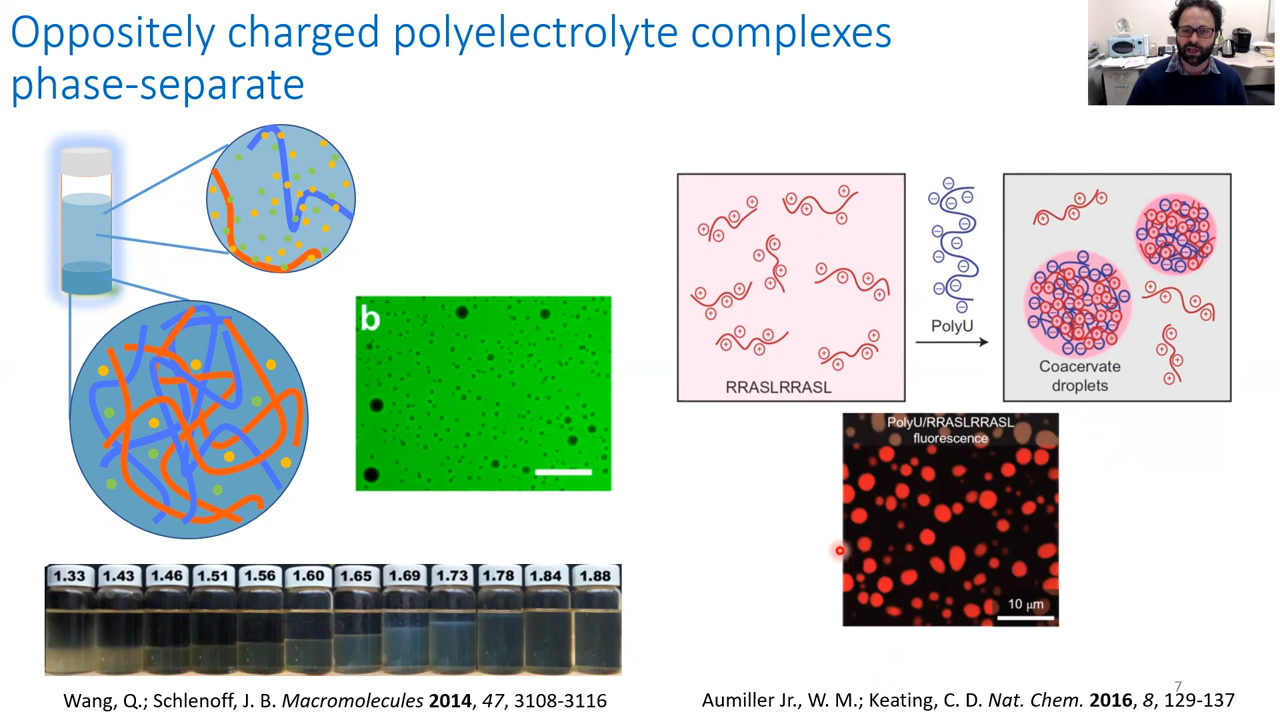 Oppositely charged polyelectrolyte complexes
phase-separate
b
RRASLRRASL
PolyU
Coacervate
droplets
PolyU/RRASLRRASL
fluorescence
10 µm
1.33 1.43 1.46 1.51 1.56 1.60 1.65 1.69 1.73 1.78 1.84 1.88
7
Wang, Q.; Schlenoff, J. B. Macromolecules 2014, 47, 3108-3116
Aumiller Jr., W. M.; Keating, C. D. Nat. Chem. 2016, 8, 129-137